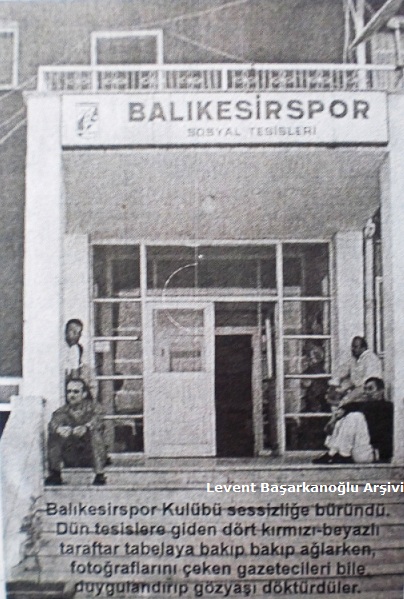 BALIKESİRSPOR
SOSYAL TESİSLERİ
Levent Başarkanoğlu Arşivi
Balıkesirspor Kulübü sessizliğe büründü.
Dün tesislere giden dört kırmızı-beyazlı
taraftar tabelaya bakıp bakıp ağlarken,
fotoğraflarını çeken gazetecileri bile
duygulandırıp gözyaşı döktürdüler.